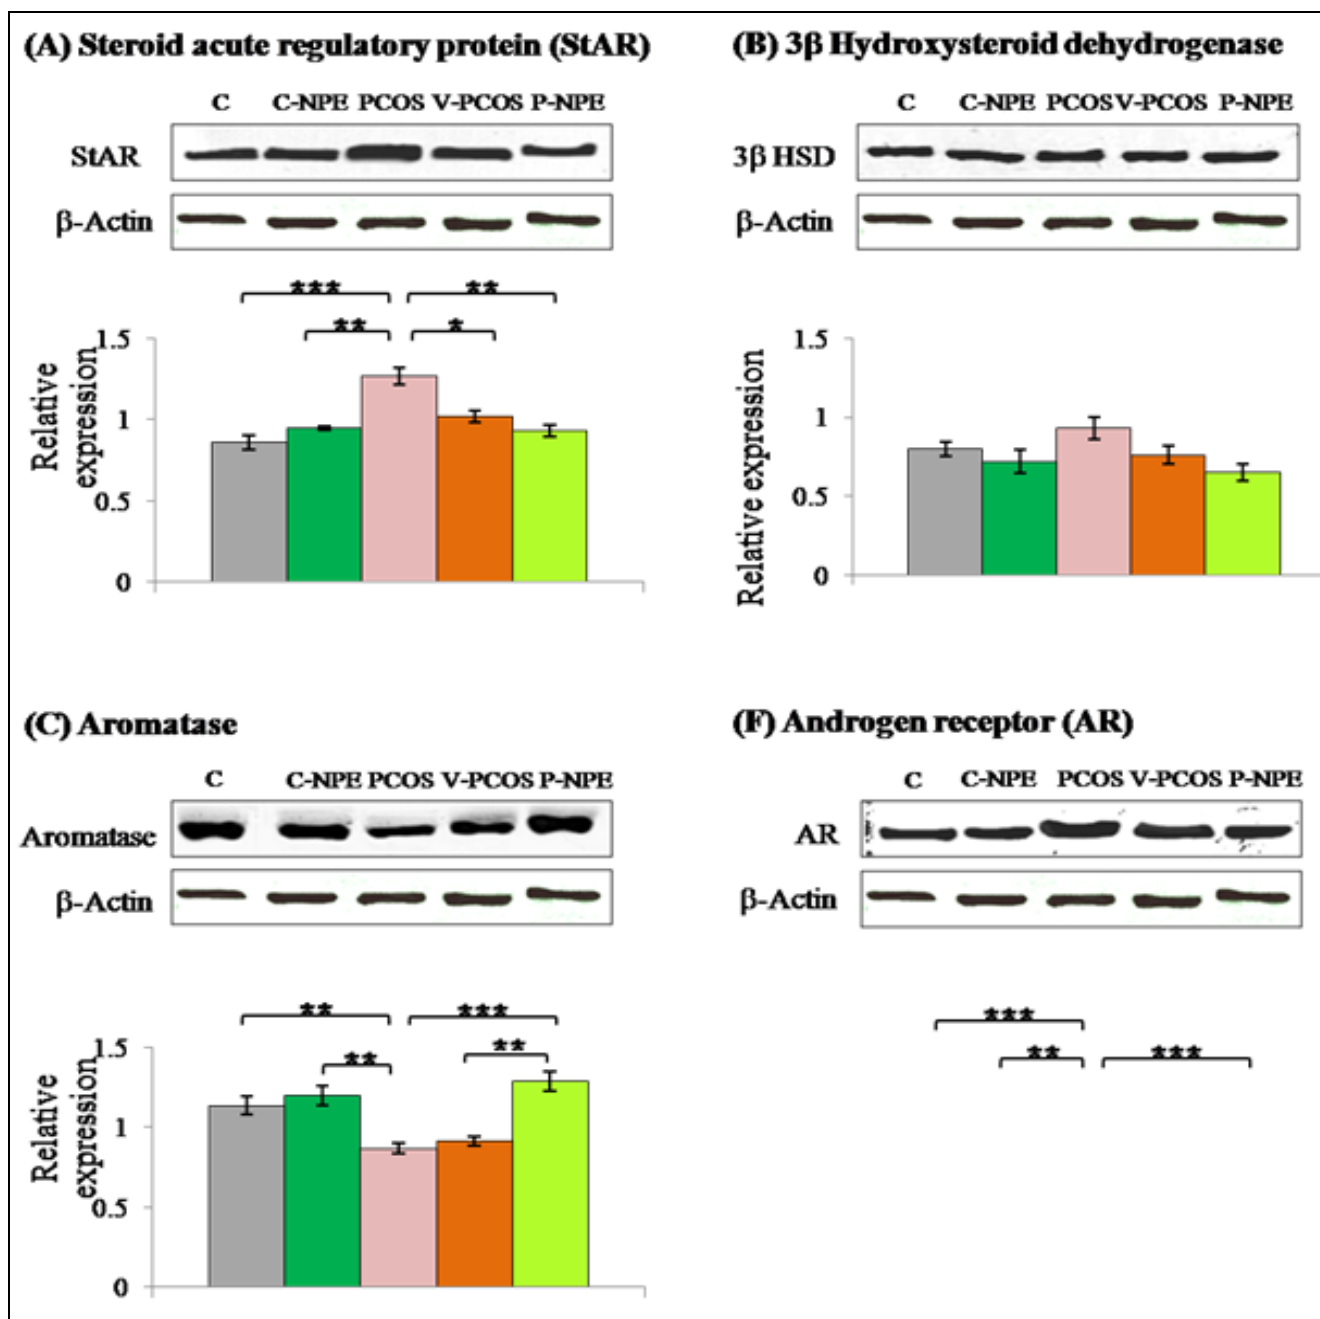 (A) Steroid acute regulatory protein (StAR)
C C-NPE PCOS V-PCOS P-NPE
StAR
β-Actin
*** **
** *
1.5
1
0.5
0
Relative
expression
(B) 3β Hydroxysteroid dehydrogenase
C C-NPE PCOS V-PCOS P-NPE
3β HSD
β-Actin
1.5
1
0.5
0
Relative expression
(C) Aromatase
C C-NPE PCOS V-PCOS P-NPE
Aromatase
β-Actin
** ***
** **
1.5
1
0.5
0
Relative
expression
(F) Androgen receptor (AR)
C C-NPE PCOS V-PCOS P-NPE
AR
β-Actin
***
** ***